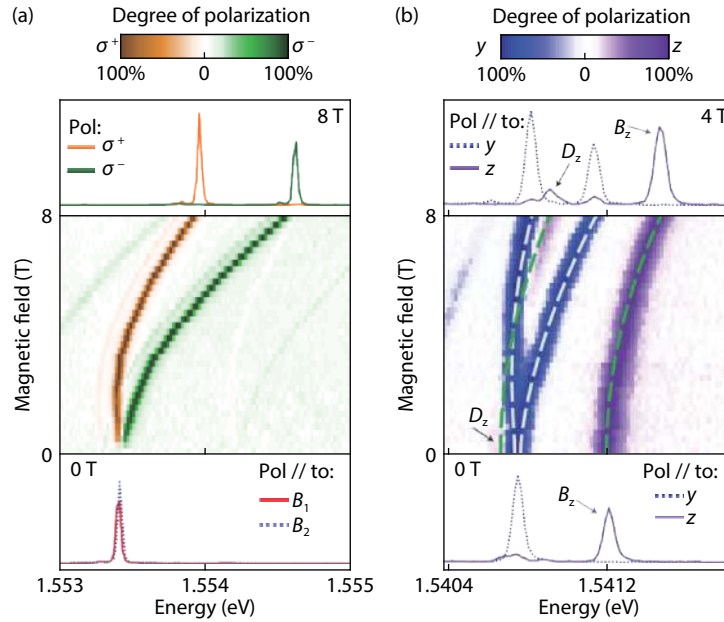 (a)
Degree of polarization
σ+ σ−
100% 0 100%
Pol: 8 T
σ+
σ−
8
Magnetic field (T)
0
0 T Pol // to:
B1
B2
1.553 1.554 1.555
Energy (eV)
(b)
Degree of polarization
y z
100% 0 100%
4 T
Pol // to: Bz
y Dz
z
8
Magnetic field (T)
Dz
0
0 T Pol // to:
Bz y
z
1.5404 1.5412
Energy (eV)